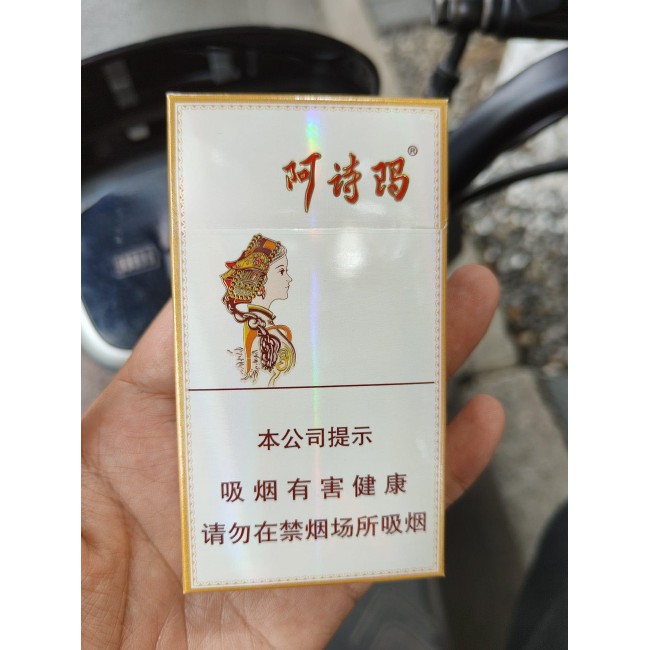 阿诗玛®
本公司提示
吸烟有害健康
请勿在禁烟场所吸烟